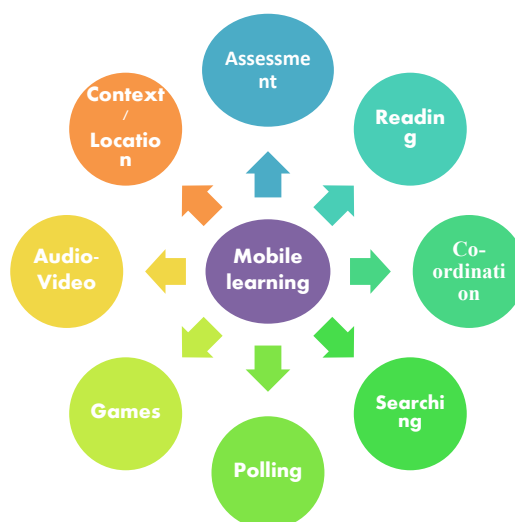 Assessme
nt
Readin
g
Co-
ordinati
on
Searchi
ng
Polling
Games
Audio-
Video
Context
/
Locatio
n
Mobile
learning